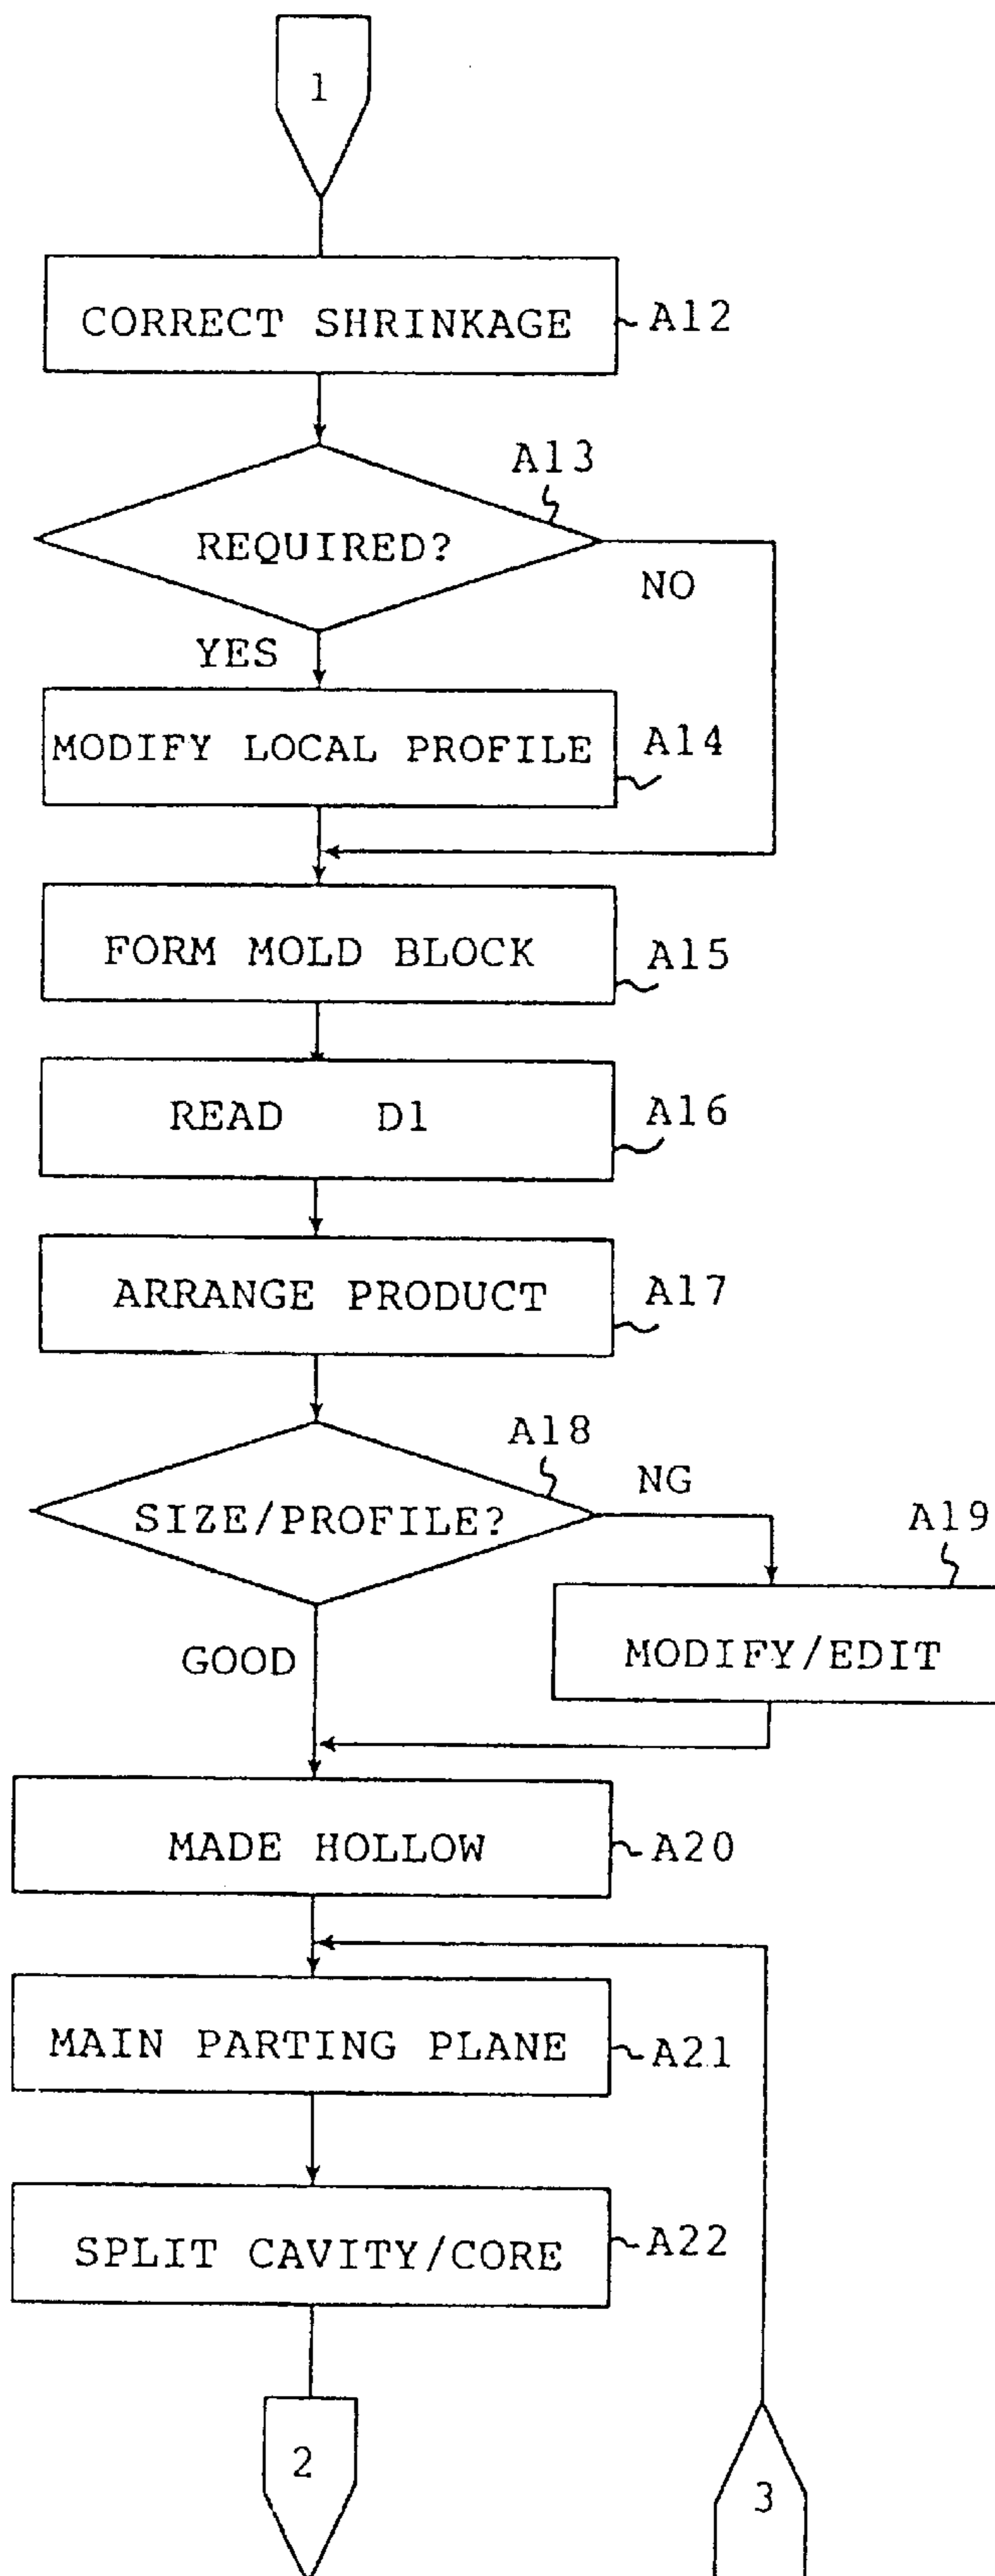 1
CORRECT SHRINKAGE
A12
A13
REQUIRED?
NO
YES
MODIFY LOCAL PROFILE
A14
FORM MOLD BLOCK
A15
READ D1
A16
ARRANGE PRODUCT
A17
A18
SIZE/PROFILE?
NG
A19
GOOD
MODIFY/EDIT
MADE HOLLOW
A20
MAIN PARTING PLANE
A21
SPLIT CAVITY/CORE
A22
2
3